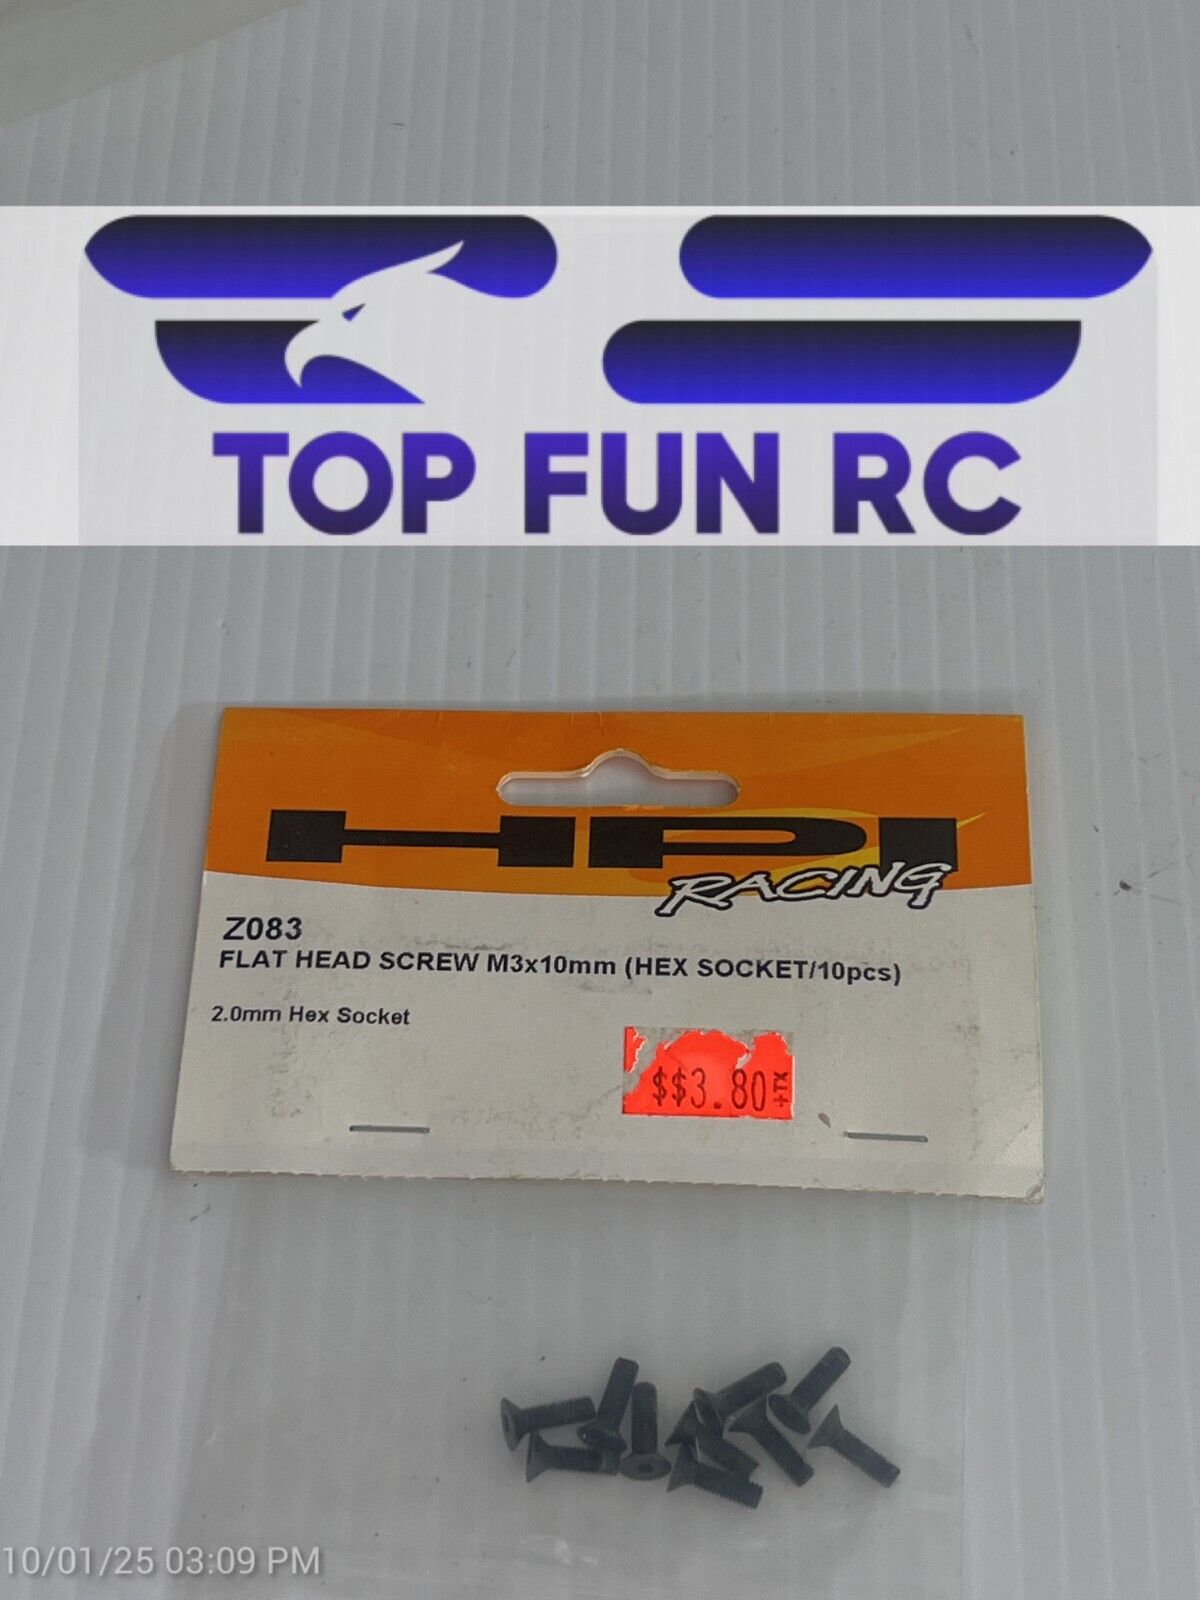 TOP FUN RC
HPI
RACING
Z083
FLAT HEAD SCREW M3x10mm (HEX SOCKET/10pcs)
2.0mm Hex Socket
$$3.80+TX
10/01/25 03:09 PM